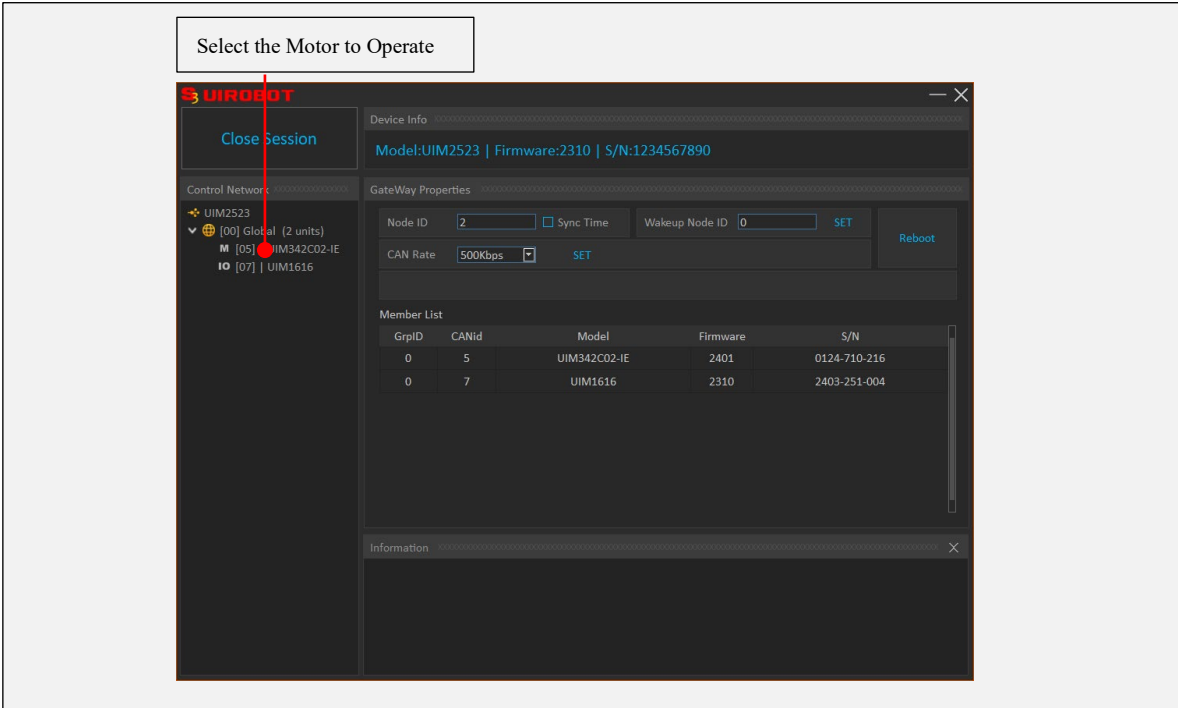 Select the Motor to Operate
S3 UIROBOT
Close Session
Device Info
Model:UIM2523 | Firmware:2310 | S/N:1234567890
Control Network
UIM2523
[00] Global (2 units)
M [05] | UIM342C02-IE
IO [07] | UIM1616
GateWay Properties
Node ID 2 Sync Time Wakeup Node ID 0 SET
Reboot
CAN Rate 500Kbps SET
Member List
GrpID CANid Model Firmware S/N
0 5 UIM342C02-IE 2401 0124-710-216
0 7 UIM1616 2310 2403-251-004
Information